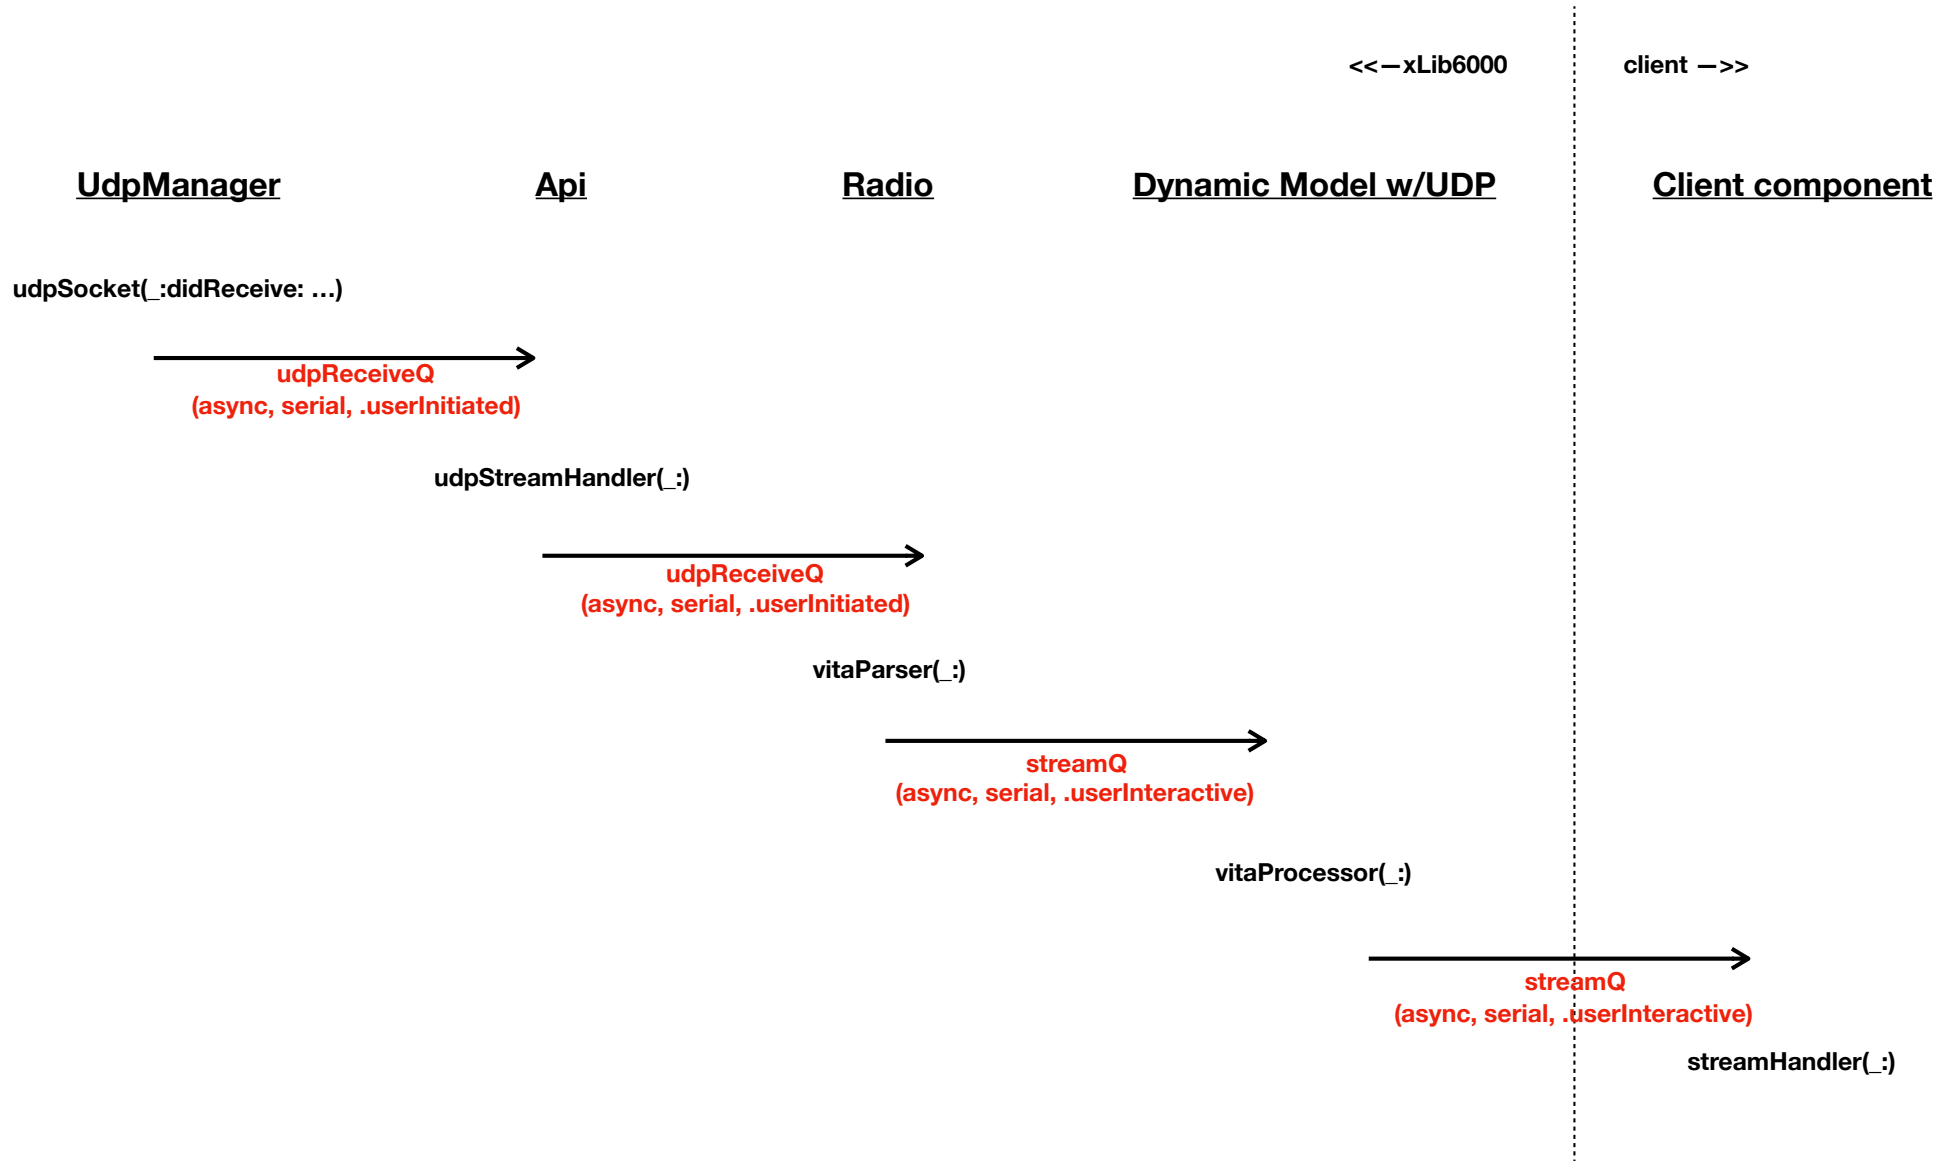 <<—xLib6000
client —>>
UdpManager
Api
Radio
Dynamic Model w/UDP
Client component
udpSocket(_:didReceive: …)
udpReceiveQ
(async, serial, .userInitiated)
udpStreamHandler(_:)
udpReceiveQ
(async, serial, .userInitiated)
vitaParser(_:)
streamQ
(async, serial, .userInteractive)
vitaProcessor(_:)
streamQ
(async, serial, .userInteractive)
streamHandler(_:)